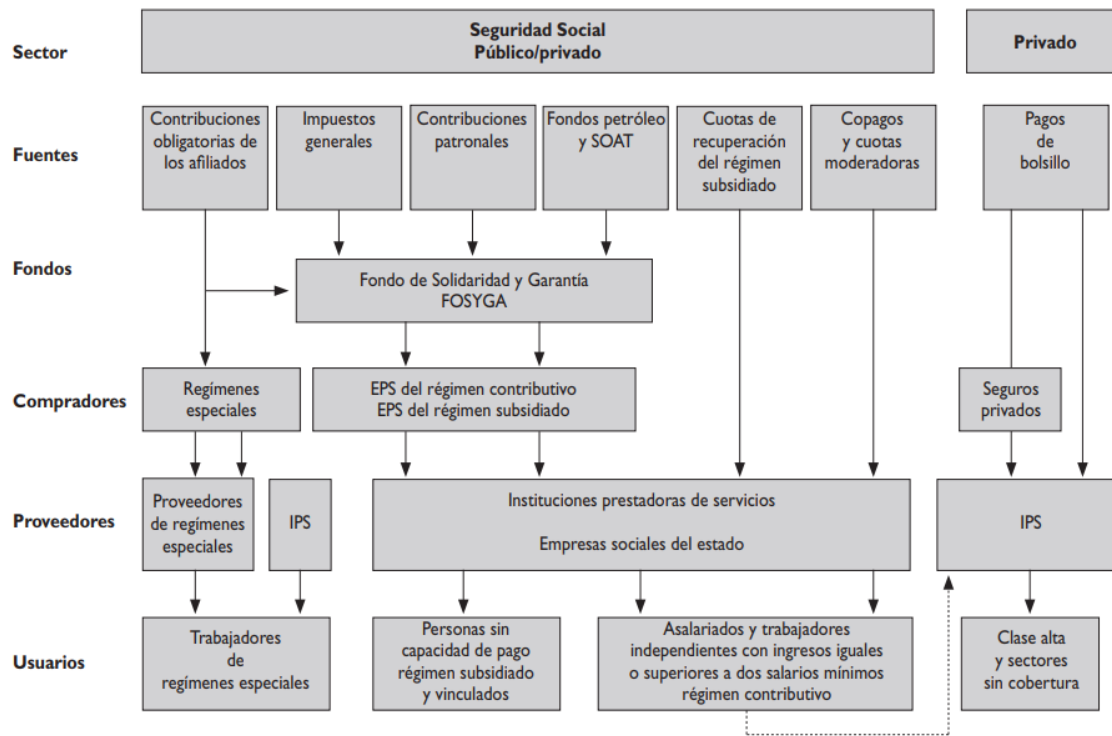 Sector
Seguridad Social
Público/privado
Privado
Fuentes
Contribuciones
obligatorias de
los afiliados
Impuestos
generales
Contribuciones
patronales
Fondos petróleo
y SOAT
Cuotas de
recuperación
del régimen
subsidiado
Copagos
y cuotas
moderadoras
Pagos
de
bolsillo
Fondos
Fondo de Solidaridad y Garantía
FOSYGA
Compradores
Regímenes
especiales
EPS del régimen contributivo
EPS del régimen subsidiado
Seguros
privados
Proveedores
Proveedores
de regímenes
especiales
IPS
Instituciones prestadoras de servicios
Empresas sociales del estado
IPS
Usuarios
Trabajadores
de
regímenes especiales
Personas sin
capacidad de pago
régimen subsidiado
y vinculados
Asalariados y trabajadores
independientes con ingresos iguales
o superiores a dos salarios mínimos
régimen contributivo
Clase alta
y sectores
sin cobertura